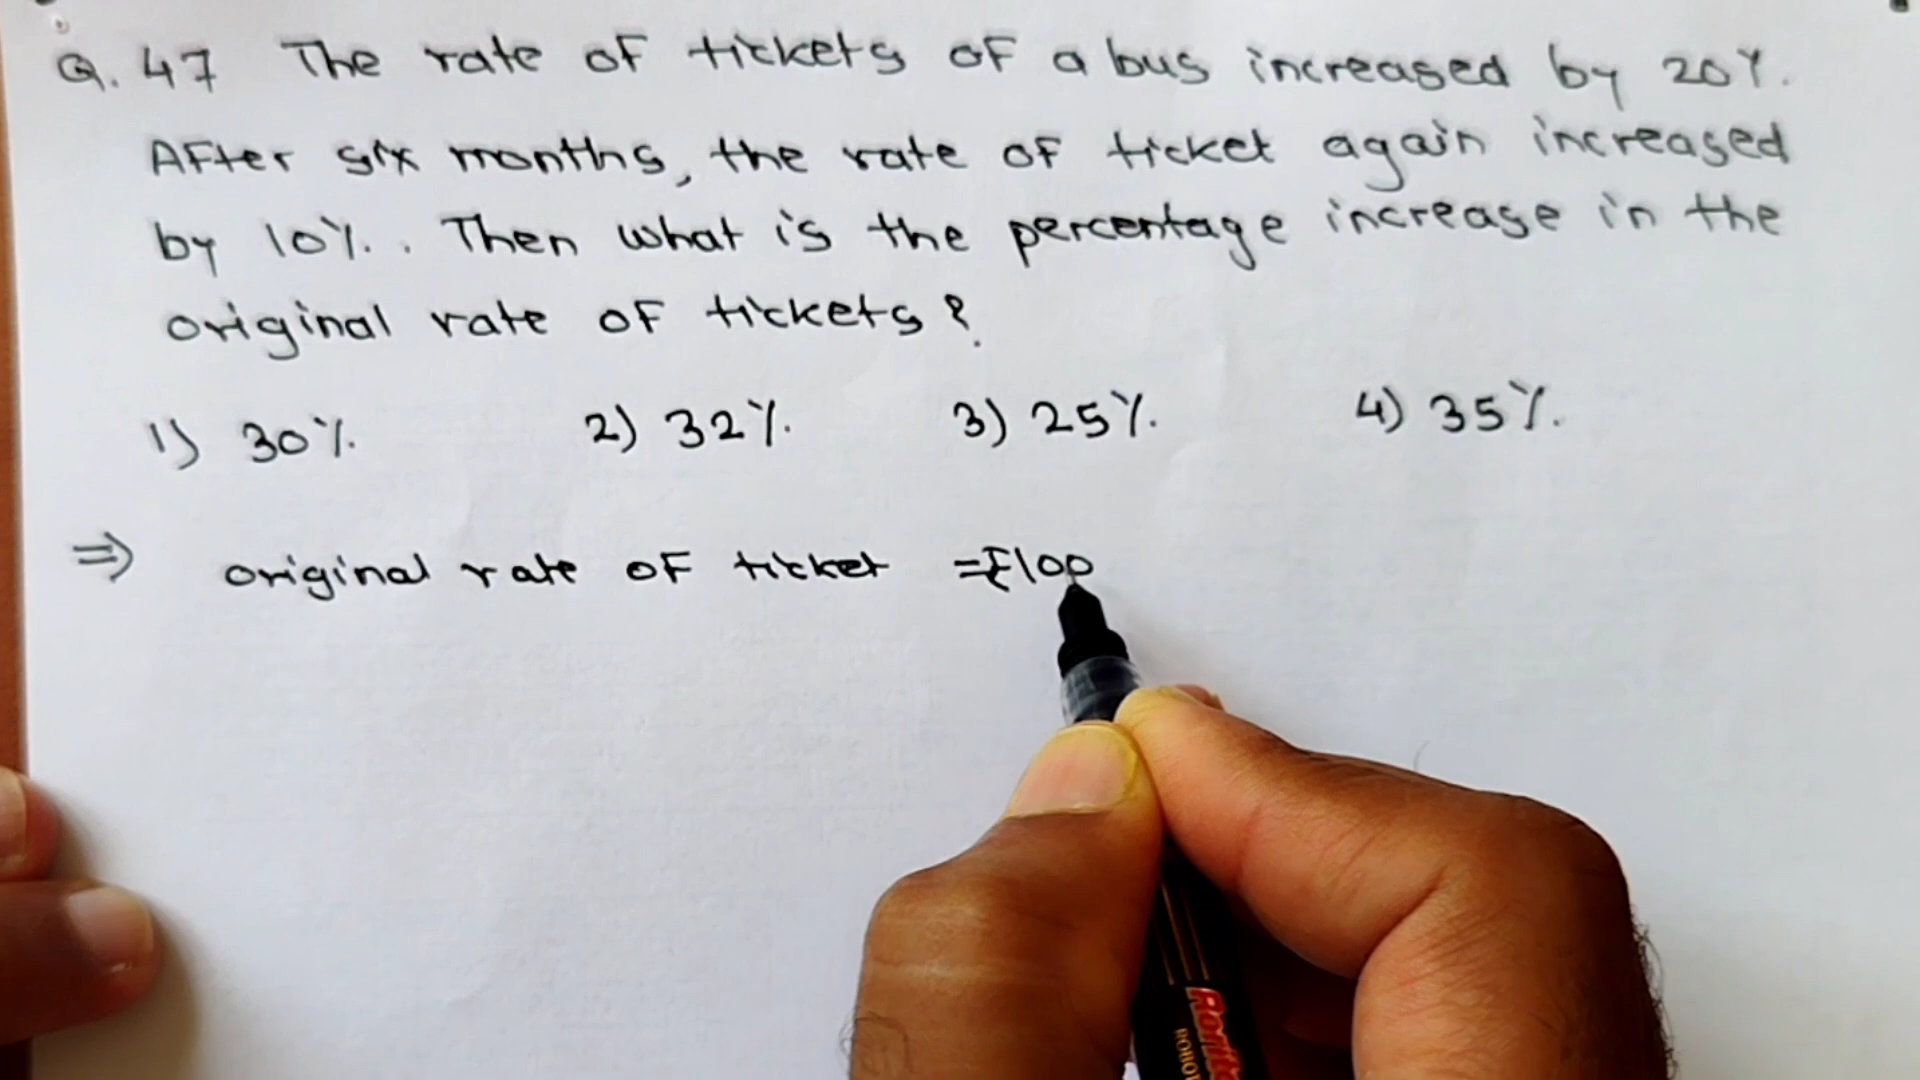 Q. 47 The rate of tickets of a bus increased by 20%.
After six months, the rate of ticket again increased
by 10%. Then what is the percentage increase in the
original rate of tickets?
1) 30% 2) 32% 3) 25% 4) 35%
⇒ original rate of ticket = ₹100